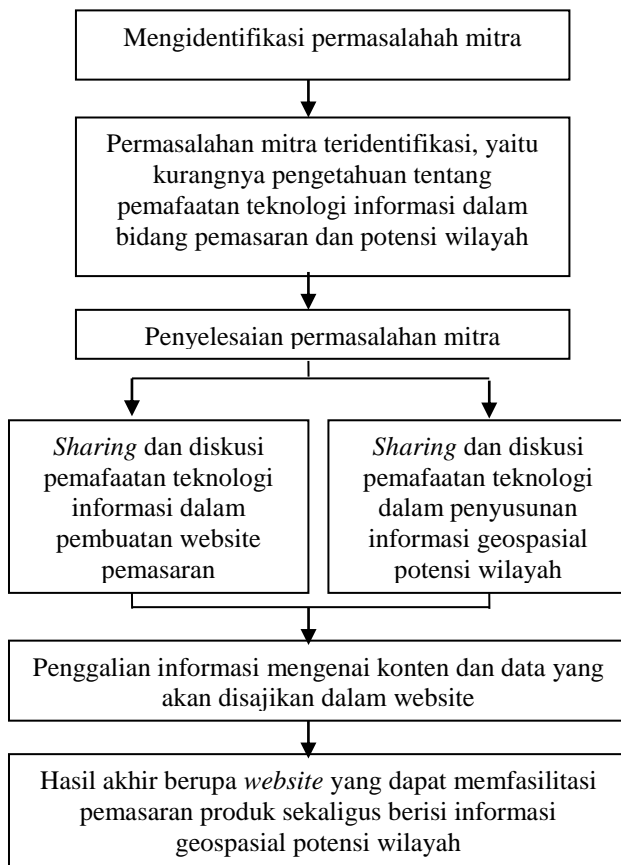 Mengidentifikasi permasalahah mitra
Permasalahan mitra teridentifikasi, yaitu
kurangnya pengetahuan tentang
pemafaatan teknologi informasi dalam
bidang pemasaran dan potensi wilayah
Penyelesaian permasalahan mitra
Sharing dan diskusi
pemafaatan teknologi
informasi dalam
pembuatan website
pemasaran
Sharing dan diskusi
pemafaatan teknologi
dalam penyusunan
informasi geospasial
potensi wilayah
Penggalian informasi mengenai konten dan data yang
akan disajikan dalam website
Hasil akhir berupa website yang dapat memfasilitasi
pemasaran produk sekaligus berisi informasi
geospasial potensi wilayah